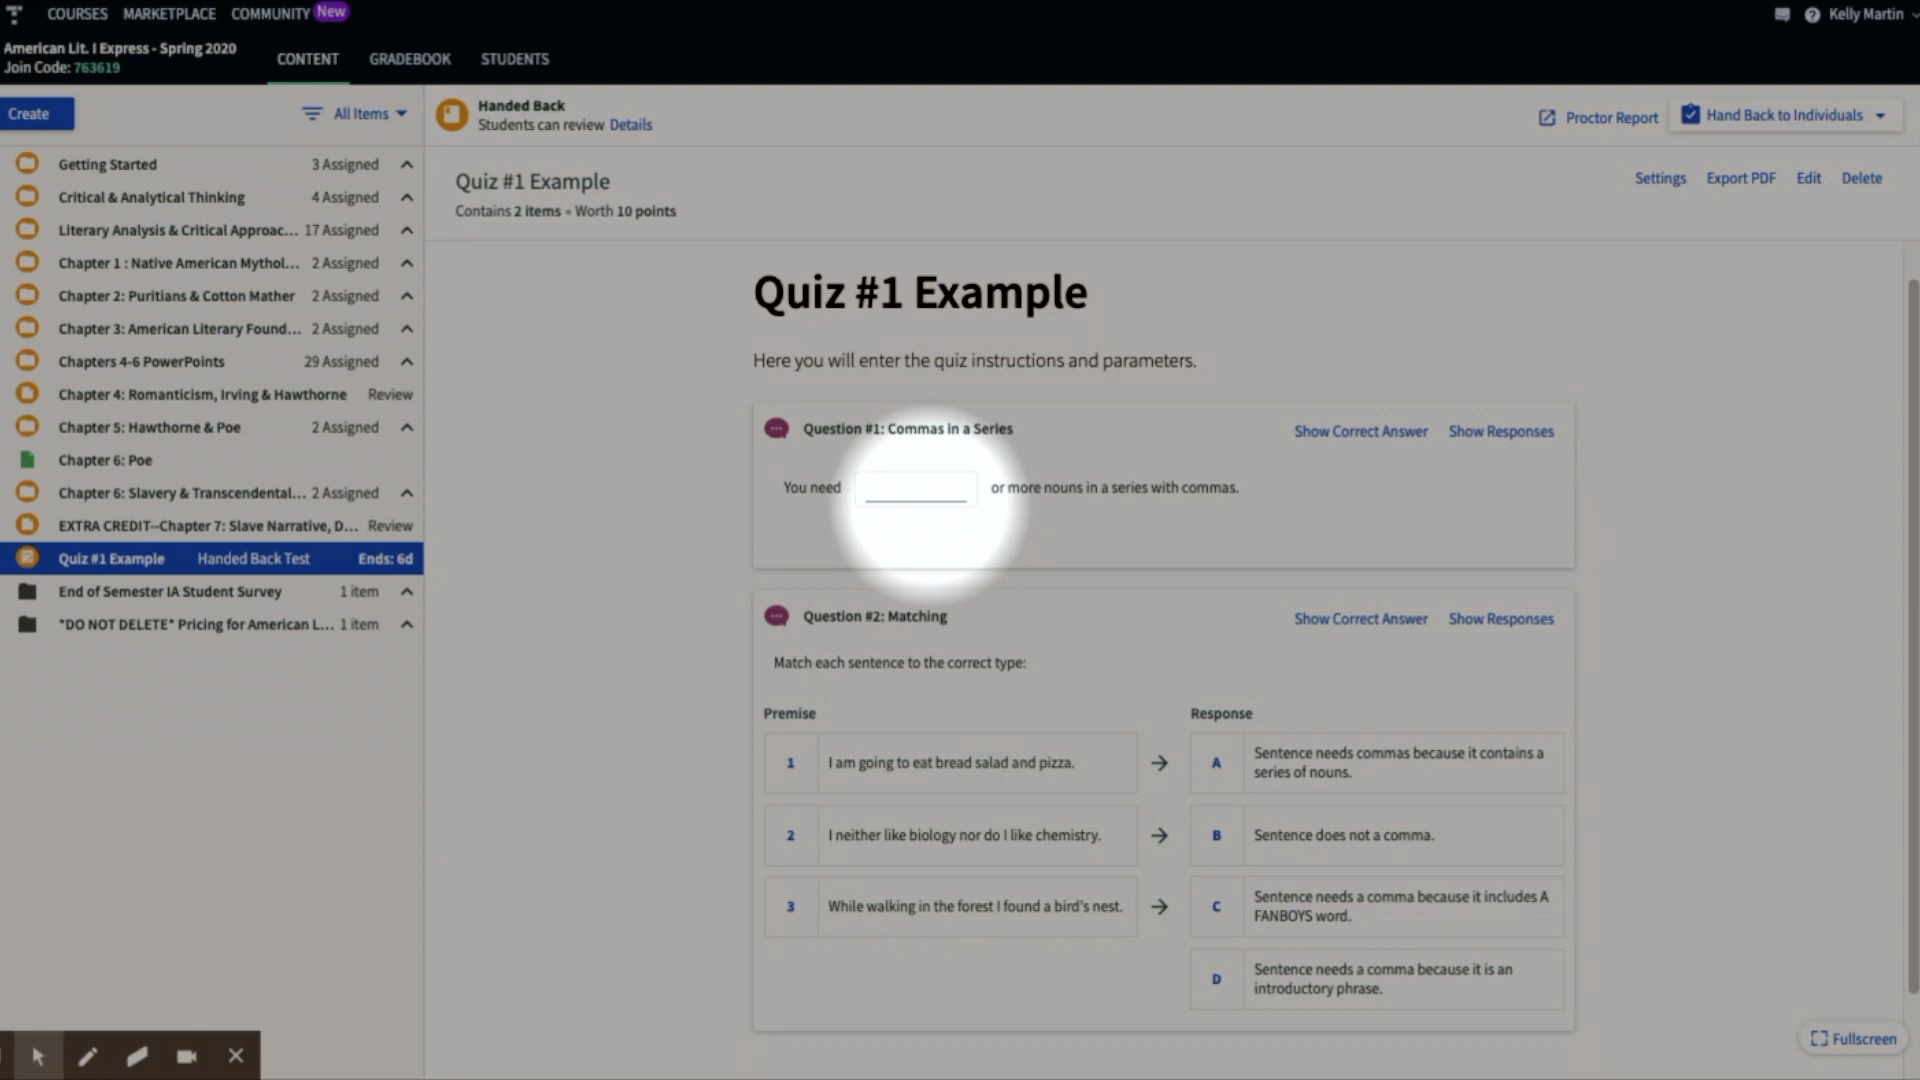 COURSES MARKETPLACE COMMUNITY New
Kelly Martin
American Lit. I Express - Spring 2020
Join Code: 763619
CONTENT GRADEBOOK STUDENTS
Create
All Items
Handed Back
Students can review Details
Proctor Report
Hand Back to Individuals
Getting Started 3 Assigned
Critical & Analytical Thinking 4 Assigned
Literary Analysis & Critical Approac... 17 Assigned
Chapter 1 : Native American Mythol... 2 Assigned
Chapter 2: Puritians & Cotton Mather 2 Assigned
Chapter 3: American Literary Found... 2 Assigned
Chapters 4-6 PowerPoints 29 Assigned
Chapter 4: Romanticism, Irving & Hawthorne Review
Chapter 5: Hawthorne & Poe 2 Assigned
Chapter 6: Poe
Chapter 6: Slavery & Transcendental... 2 Assigned
EXTRA CREDIT--Chapter 7: Slave Narrative, D... Review
Quiz #1 Example Handed Back Test Ends: 6d
End of Semester IA Student Survey 1 item
*DO NOT DELETE* Pricing for American L... 1 item
Quiz #1 Example
Contains 2 items • Worth 10 points
Settings Export PDF Edit Delete
Quiz #1 Example
Here you will enter the quiz instructions and parameters.
Question #1: Commas in a Series
Show Correct Answer Show Responses
You need or more nouns in a series with commas.
Question #2: Matching
Show Correct Answer Show Responses
Match each sentence to the correct type:
Premise Response
1 I am going to eat bread salad and pizza.
A Sentence needs commas because it contains a
series of nouns.
2 I neither like biology nor do I like chemistry.
B Sentence does not a comma.
3 While walking in the forest I found a bird's nest.
C Sentence needs a comma because it includes A
FANBOYS word.
D Sentence needs a comma because it is an
introductory phrase.
Fullscreen